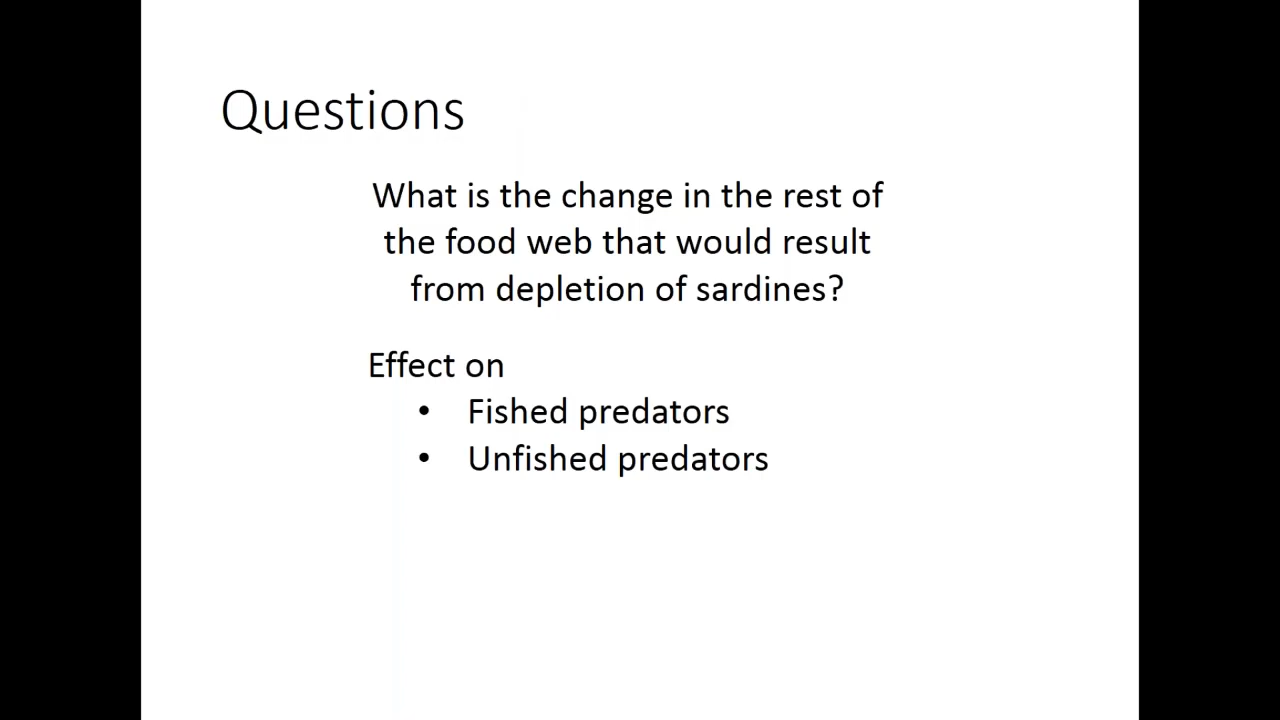 Questions
What is the change in the rest of
the food web that would result
from depletion of sardines?
Effect on
• Fished predators
• Unfished predators